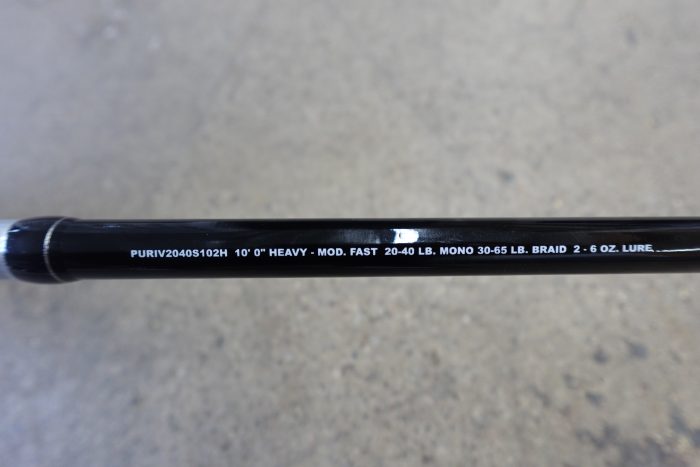 PURIV2040S102H 10' 0" HEAVY - MOD. FAST 20-40 LB. MONO 30-65 LB. BRAID 2 - 6 OZ. LURE